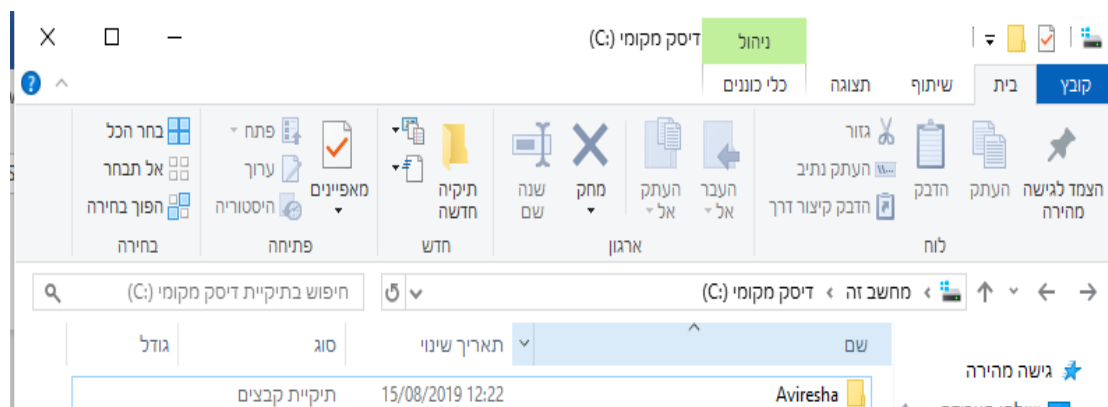 דיסק מקומי (C:)
ניהול
קובץ
בית
שיתוף
תצוגה
כלי כוננים
הצמד לגישה מהירה
העתק
הדבק
גזור
העתק נתיב
הדבק קיצור דרך
לוח
העבר אל
העתק אל
מחק
שנה שם
ארגון
תיקיה חדשה
חדש
מאפיינים
פתח
ערוך
היסטוריה
פתיחה
בחר הכל
אל תבחר
הפוך בחירה
בחירה
מחשב זה › דיסק מקומי (C:)
חיפוש בתיקיית דיסק מקומי (C:)
גישה מהירה
שם תאריך שינוי סוג גודל
Aviresha 15/08/2019 12:22 תיקיית קבצים